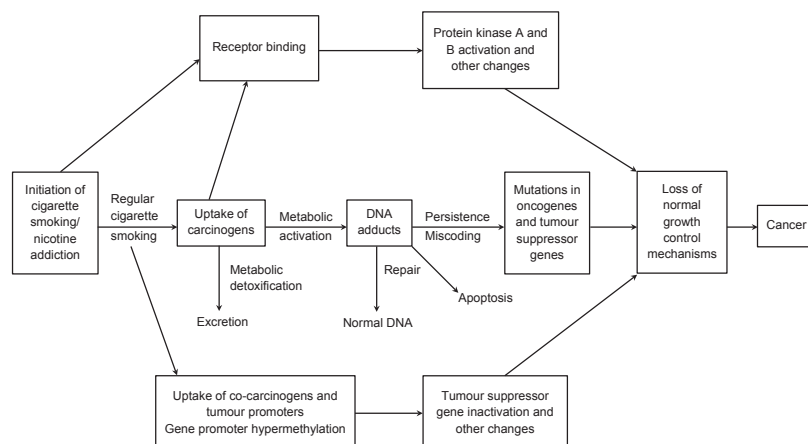 Receptor binding
Protein kinase A and
B activation and
other changes
Initiation of
cigarette
smoking/
nicotine
addiction
Regular
cigarette
smoking
Uptake of
carcinogens
Metabolic
activation
DNA
adducts
Persistence
Miscoding
Mutations in
oncogenes
and tumour
suppressor
genes
Loss of
normal
growth
control
mechanisms
Cancer
Metabolic
detoxification
Excretion
Repair
Normal DNA
Apoptosis
Uptake of co-carcinogens and
tumour promoters
Gene promoter hypermethylation
Tumour suppressor
gene inactivation and
other changes